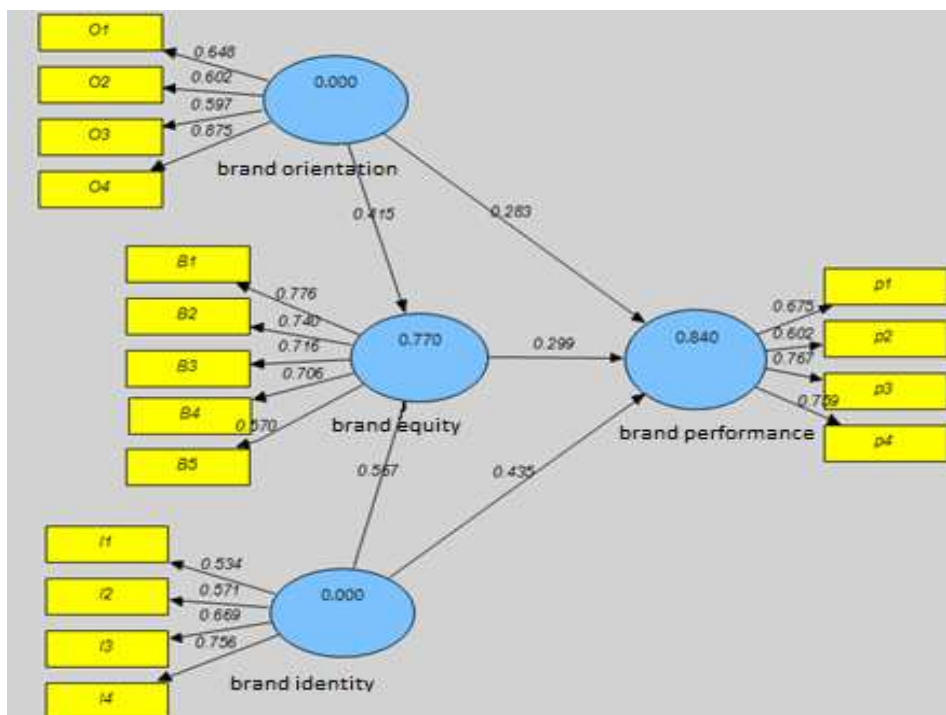 O1
0.648
O2
0.602
O3
0.597
O4
0.875
0.000
brand orientation
0.415
0.283
B1
0.776
B2
0.740
B3
0.716
B4
0.706
B5
0.570
0.770
brand equity
0.299
0.840
brand performance
p1
0.675
p2
0.602
p3
0.767
p4
0.759
0.567
0.435
I1
0.534
I2
0.571
I3
0.669
I4
0.756
0.000
brand identity